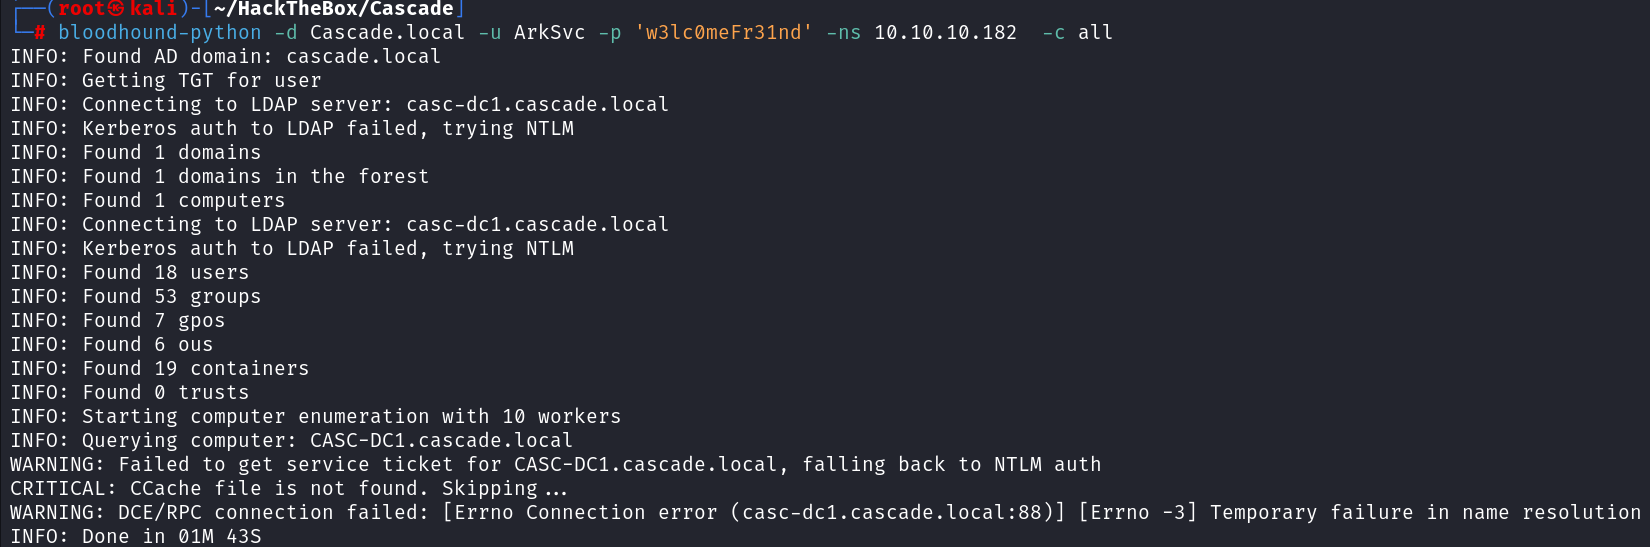 ┌──(root㉿kali)-[~/HackTheBox/Cascade]
└─# bloodhound-python -d Cascade.local -u ArkSvc -p 'w3lc0meFr31nd' -ns 10.10.10.182  -c all
INFO: Found AD domain: cascade.local
INFO: Getting TGT for user
INFO: Connecting to LDAP server: casc-dc1.cascade.local
INFO: Kerberos auth to LDAP failed, trying NTLM
INFO: Found 1 domains
INFO: Found 1 domains in the forest
INFO: Found 1 computers
INFO: Connecting to LDAP server: casc-dc1.cascade.local
INFO: Kerberos auth to LDAP failed, trying NTLM
INFO: Found 18 users
INFO: Found 53 groups
INFO: Found 7 gpos
INFO: Found 6 ous
INFO: Found 19 containers
INFO: Found 0 trusts
INFO: Starting computer enumeration with 10 workers
INFO: Querying computer: CASC-DC1.cascade.local
WARNING: Failed to get service ticket for CASC-DC1.cascade.local, falling back to NTLM auth
CRITICAL: CCache file is not found. Skipping...
WARNING: DCE/RPC connection failed: [Errno Connection error (casc-dc1.cascade.local:88)] [Errno -3] Temporary failure in name resolution
INFO: Done in 01M 43S